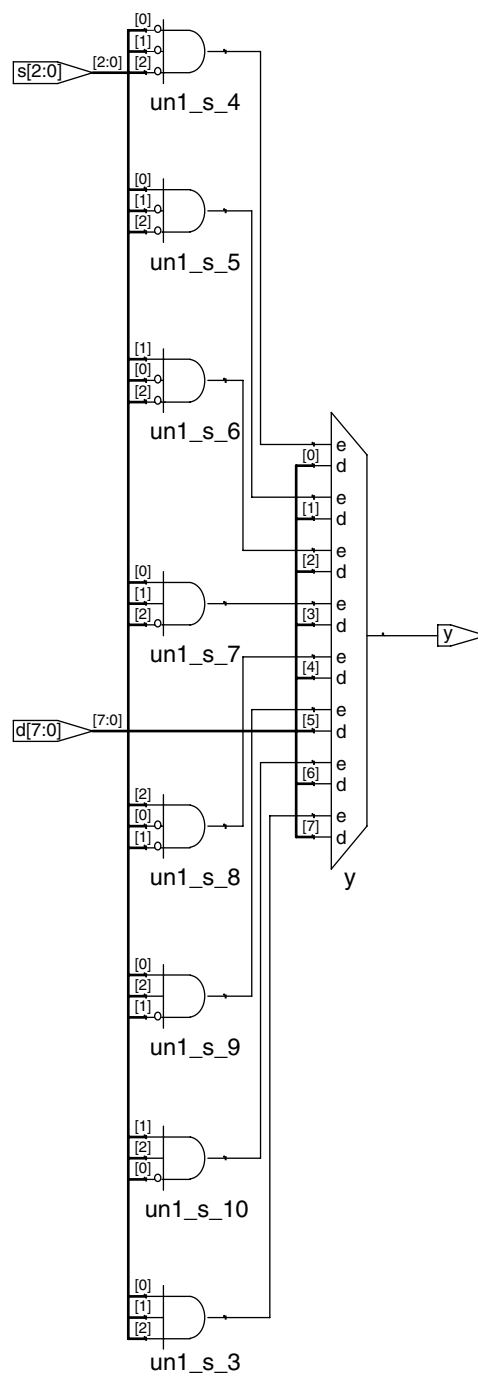 [0]
[1]
s[2:0] [2:0] [2]
un1_s_4
[0]
[1]
[2]
un1_s_5
[1]
[0]
[2]
un1_s_6
e
[0] d
e
[1] d
e
[2] d
[0]
[1] e
[2] [3] d
un1_s_7
y
e
[4] d
d[7:0] [7:0] e
[5] d
e
[6] d
[2]
[0] e
[1] [7] d
un1_s_8
y
[0]
[2]
[1]
un1_s_9
[1]
[2]
[0]
un1_s_10
[0]
[1]
[2]
un1_s_3